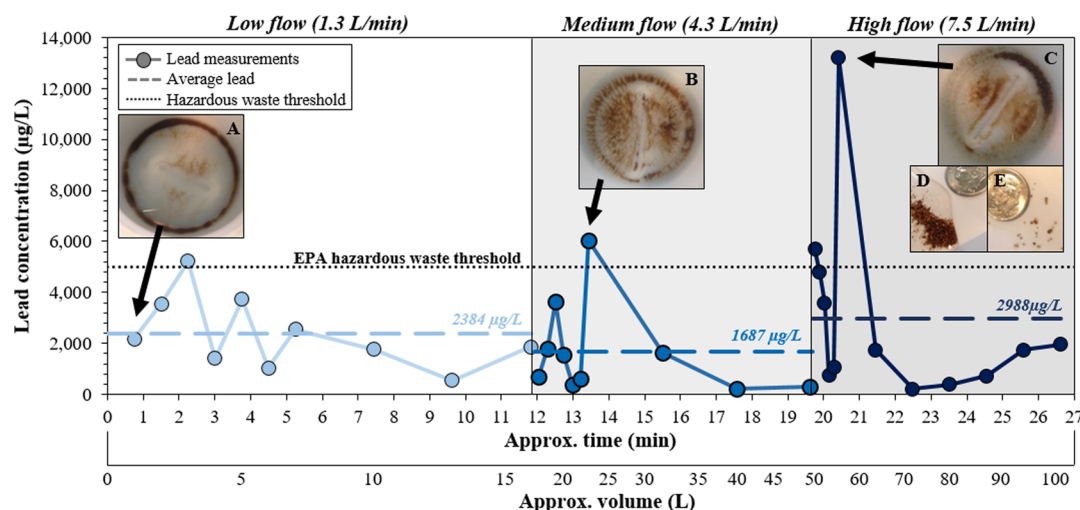 Low flow (1.3 L/min) Medium flow (4.3 L/min) High flow (7.5 L/min)
Lead concentration (µg/L)
14,000
12,000
10,000
8,000
6,000
4,000
2,000
0
Lead measurements
Average lead
Hazardous waste threshold
A
B
C
D E
EPA hazardous waste threshold
2384 µg/L
1687 µg/L
2988µg/L
0 1 2 3 4 5 6 7 8 9 10 11 12 13 14 15 16 17 18 19 20 21 22 23 24 25 26 27
Approx. time (min)
0 5 10 15 20 25 30 35 40 45 50 60 70 80 90 100
Approx. volume (L)